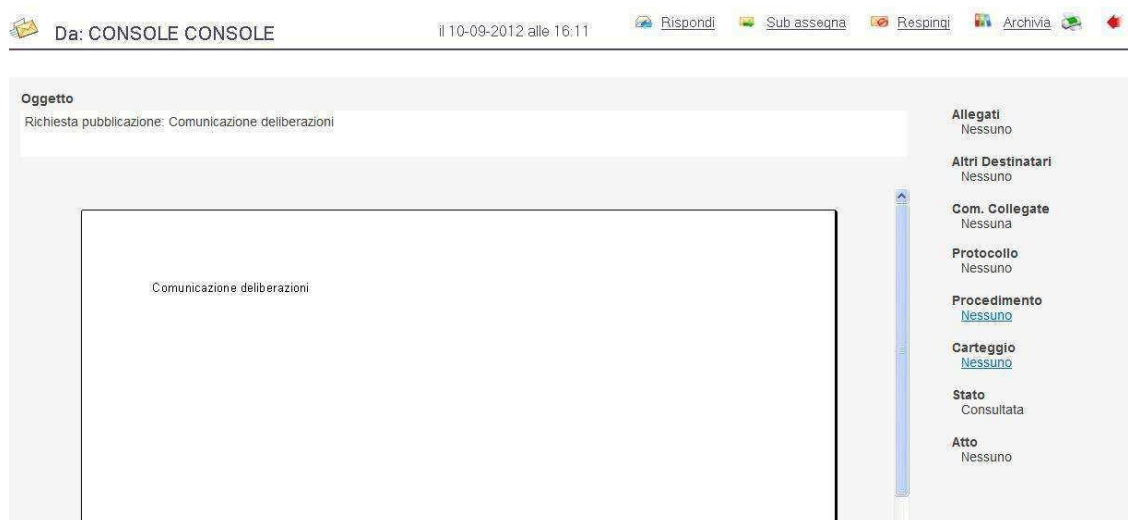 Da: CONSOLE CONSOLE il 10-09-2012 alle 16:11 Rispondi Sub assegna Respingi Archivia
Oggetto
Richiesta pubblicazione: Comunicazione deliberazioni
Comunicazione deliberazioni
Allegati
Nessuno
Altri Destinatari
Nessuno
Com. Collegate
Nessuna
Protocollo
Nessuno
Procedimento
Nessuno
Carteggio
Nessuno
Stato
Consultata
Atto
Nessuno